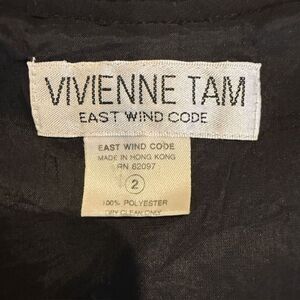 VIVIENNE TAM
EAST WIND CODE
EAST WIND CODE
MADE IN HONG KONG
RN 62097
2
100% POLYESTER
DRY CLEAN ONLY